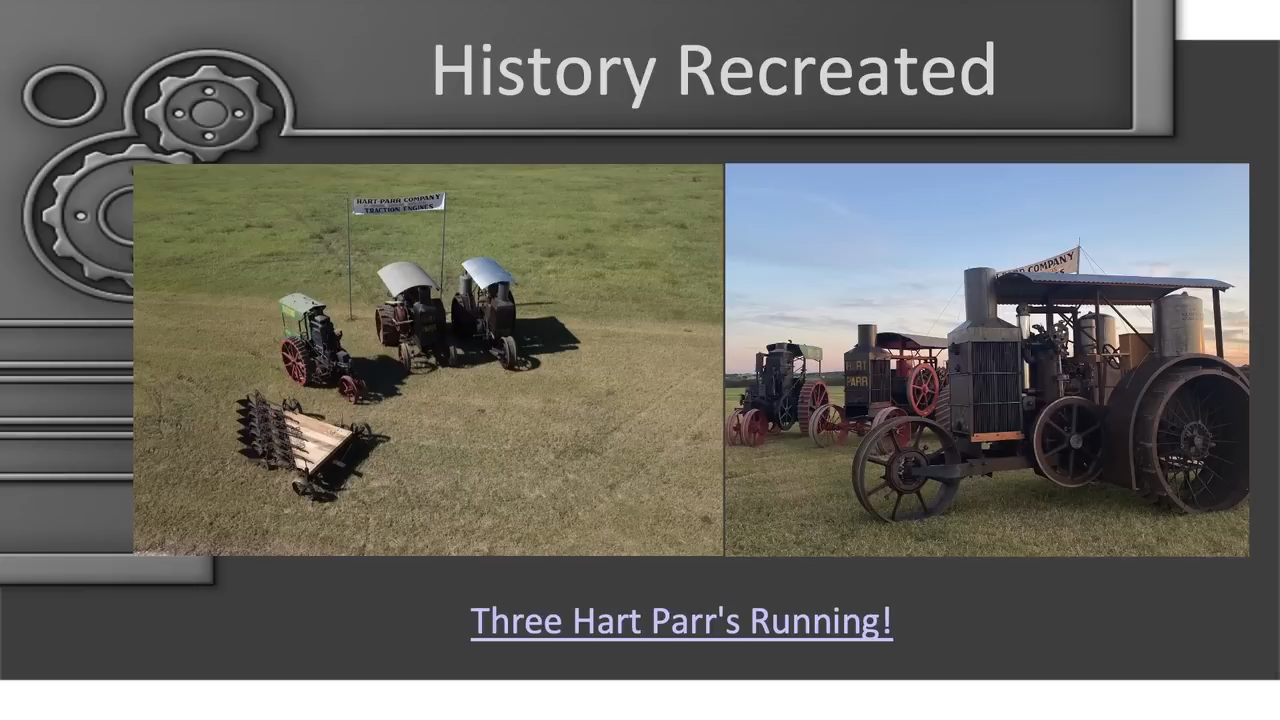 History Recreated
HART-PARR COMPANY
TRACTION ENGINES
COMPANY
HART
PARR
Three Hart Parr's Running!